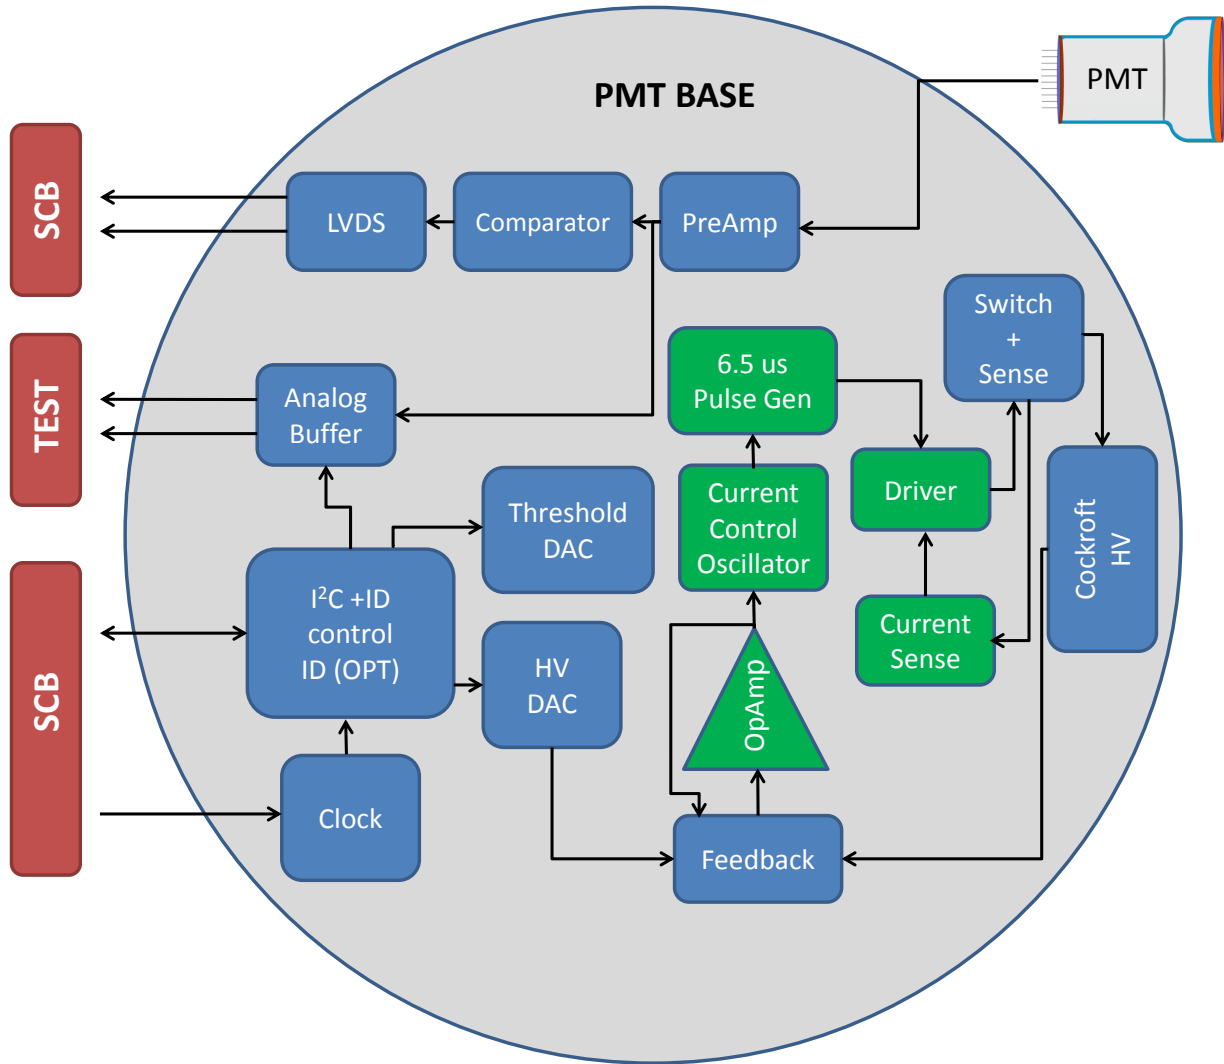 PMT BASE
PMT
SCB
LVDS
Comparator
PreAmp
Switch
+
Sense
TEST
Analog
Buffer
6.5 us
Pulse Gen
Threshold
DAC
Current
Control
Oscillator
Driver
Cockroft
HV
SCB
I²C +ID
control
ID (OPT)
HV
DAC
OpAmp
Current
Sense
Clock
Feedback